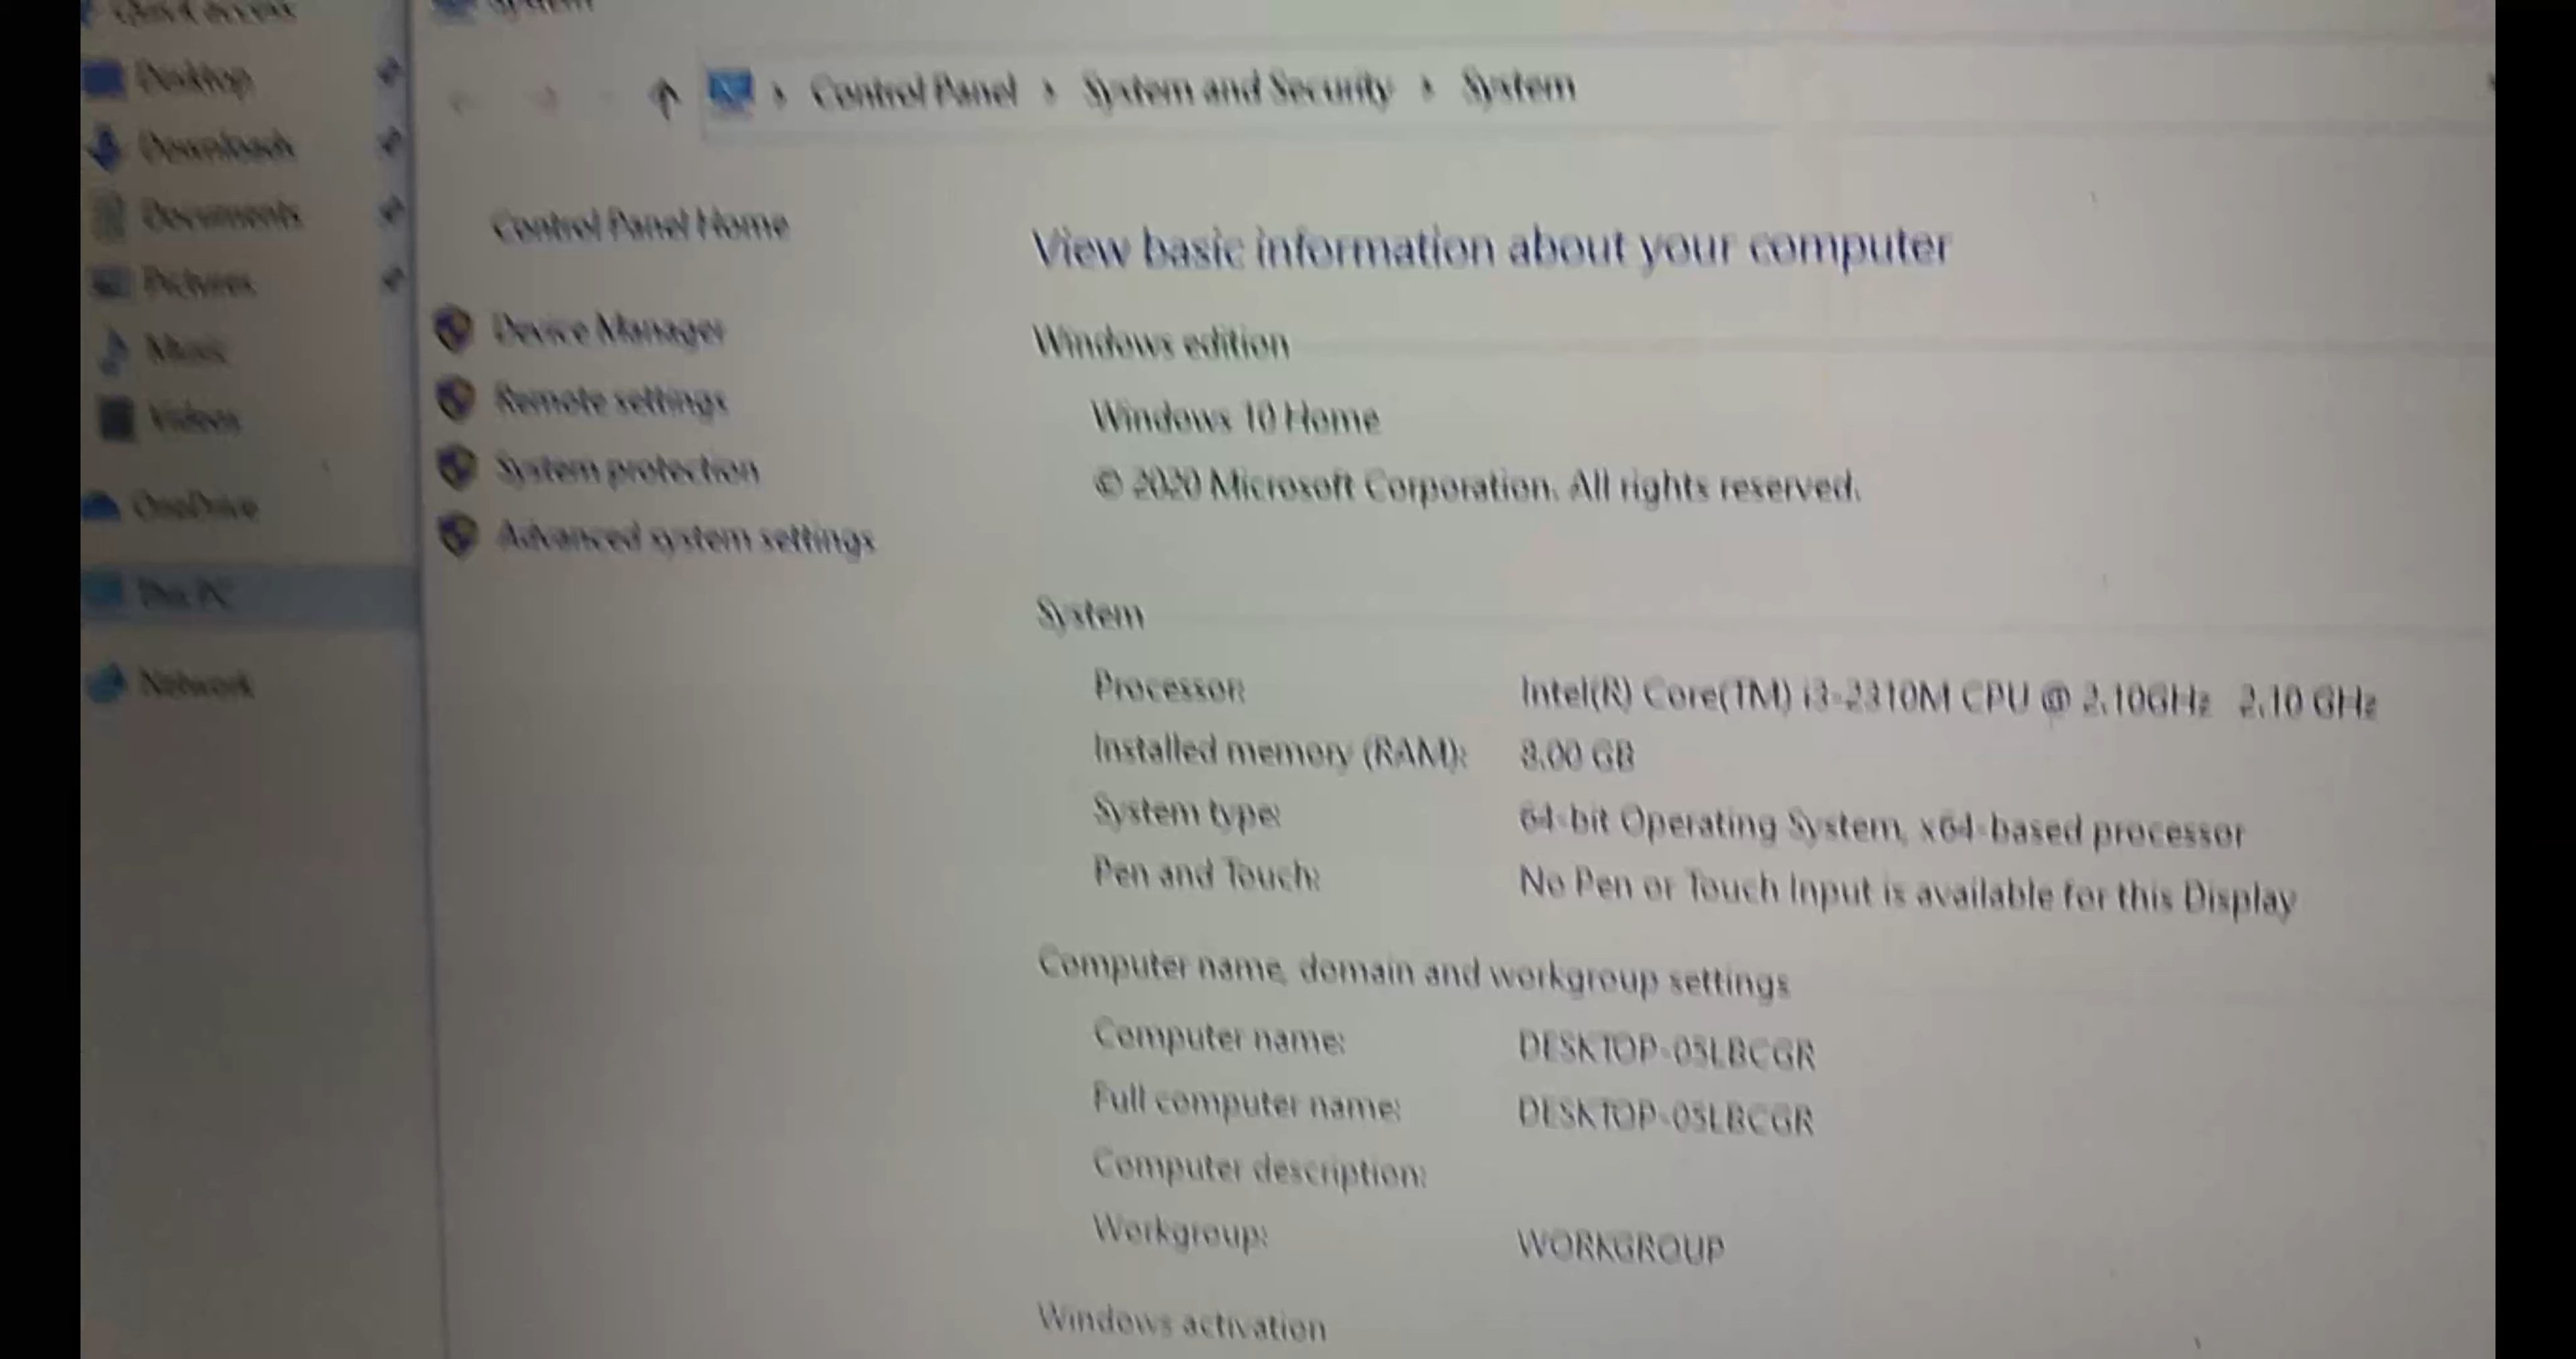 Quick access
Desktop
Downloads
Documents
Pictures
Music
Videos
OneDrive
This PC
Network
System
Control Panel › System and Security › System
Control Panel Home
Device Manager
Remote settings
System protection
Advanced system settings
View basic information about your computer
Windows edition
Windows 10 Home
© 2020 Microsoft Corporation. All rights reserved.
System
Processor: Intel(R) Core(TM) i3-2310M CPU @ 2.10GHz 2.10 GHz
Installed memory (RAM): 8.00 GB
System type: 64-bit Operating System, x64-based processor
Pen and Touch: No Pen or Touch Input is available for this Display
Computer name, domain and workgroup settings
Computer name: DESKTOP-05LBCGR
Full computer name: DESKTOP-05LBCGR
Computer description:
Workgroup: WORKGROUP
Windows activation